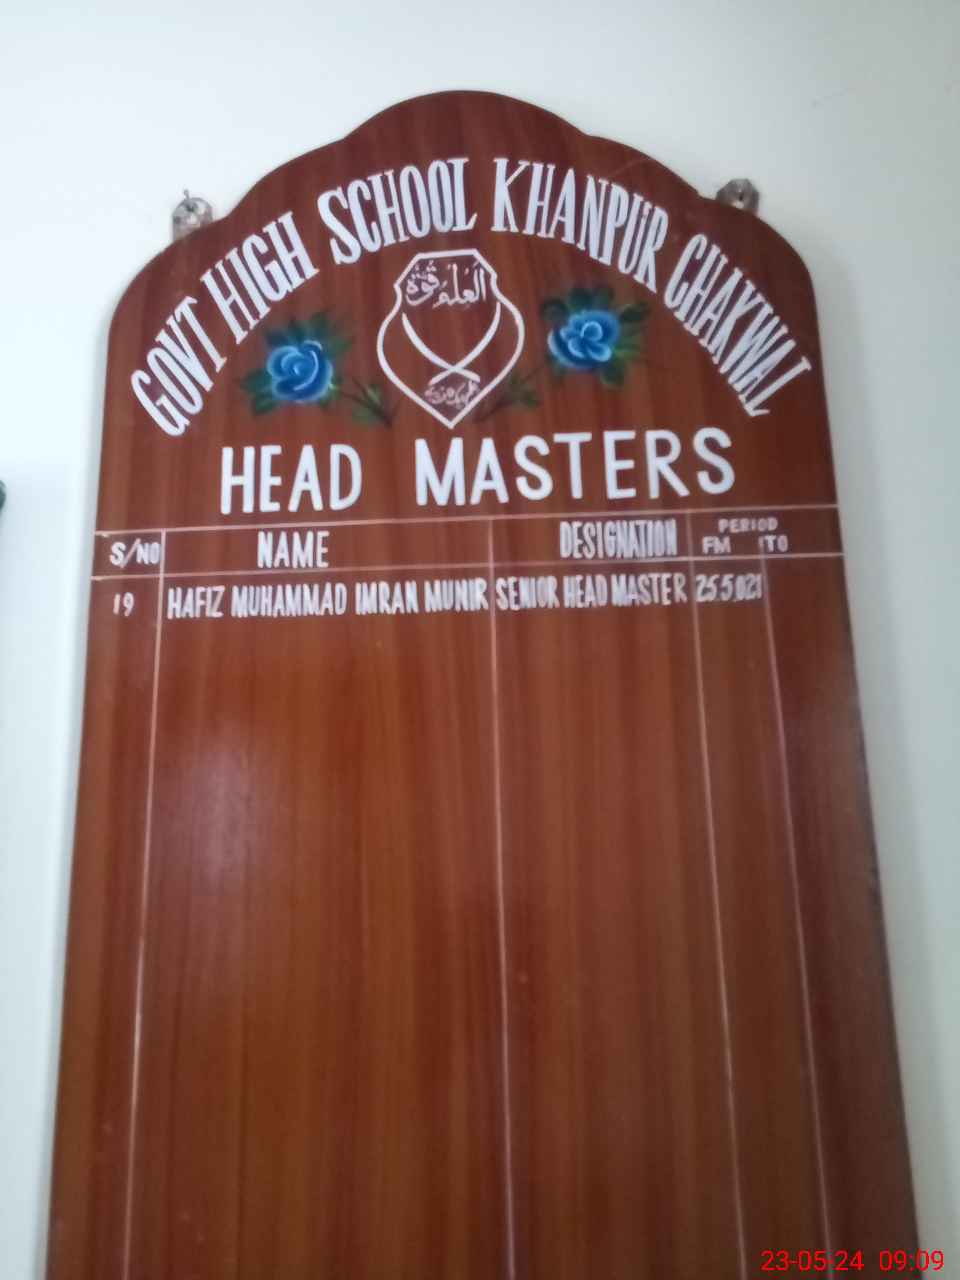 GOVT HIGH SCHOOL KHANPUR CHAKWAL
العلم قوة
HEAD MASTERS
S/NO NAME DESIGNATION PERIOD
FM TO
19 HAFIZ MUHAMMAD IMRAN MUNIR SENIOR HEAD MASTER 25.5.021
23-05-24 09:09